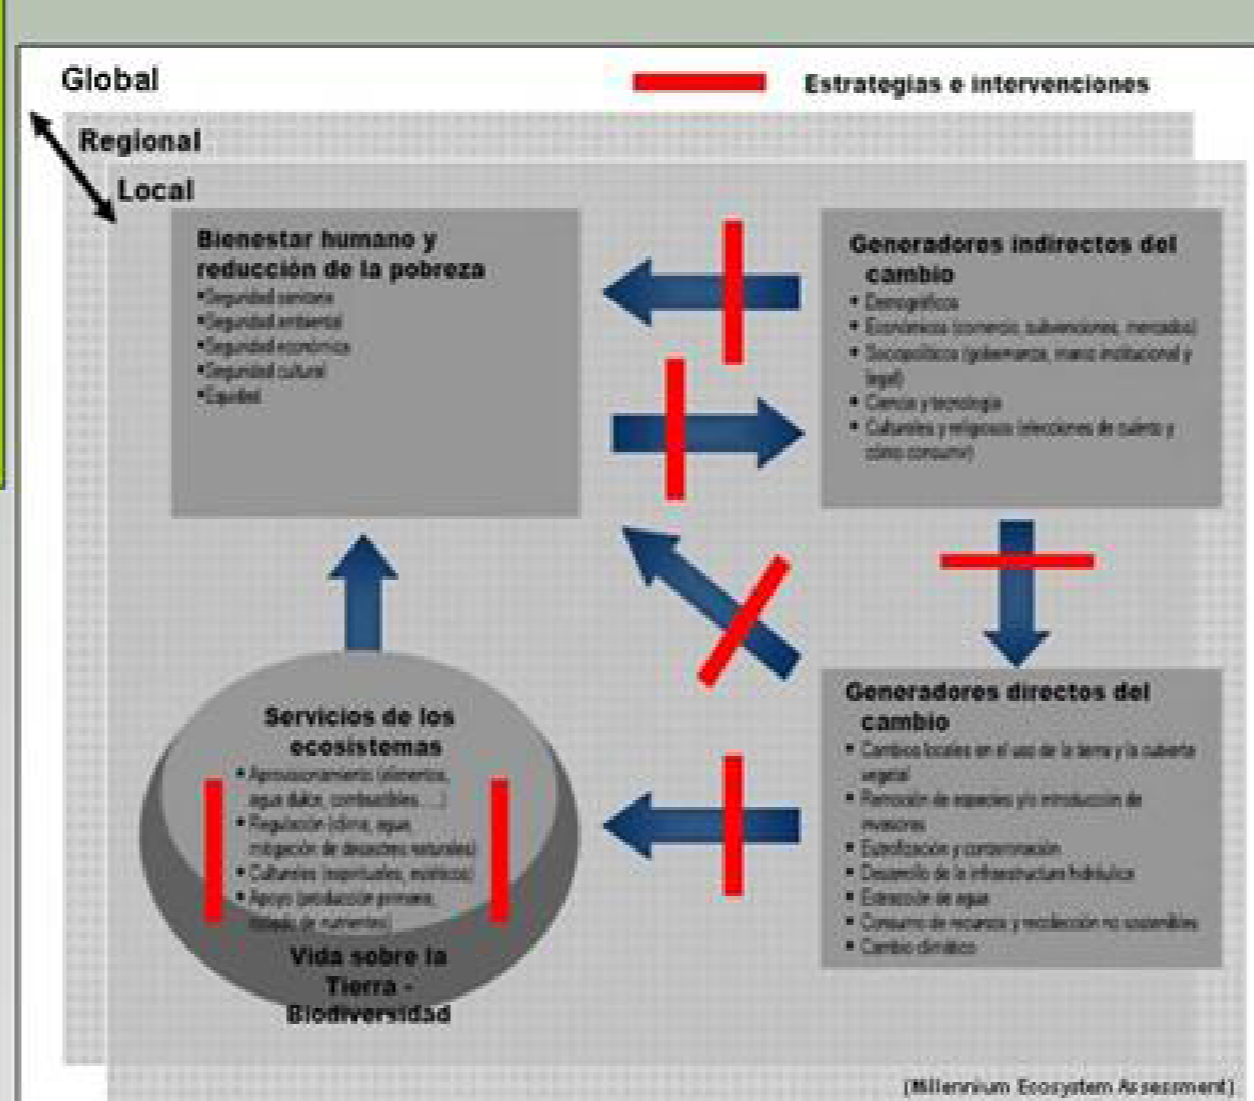 Global
Estrategias e intervenciones
Regional
Local
Bienestar humano y
reducción de la pobreza
•Seguridad sanitaria
•Seguridad ambiental
•Seguridad económica
•Seguridad cultural
•Equidad
Generadores indirectos del
cambio
• Demográficos
• Económicos (comercio, subvenciones, mercados)
• Sociopolíticos (gobernanza, marco institucional y
legal)
• Ciencia y tecnología
• Culturales y religiosos (elecciones de cuánto y
cómo consumir)
Servicios de los
ecosistemas
• Aprovisionamiento (alimentos,
agua dulce, combustibles, ...)
• Regulación (clima, agua,
mitigación de desastres naturales)
• Culturales (espirituales, estéticos)
• Apoyo (producción primaria,
de nutrientes)
Vida sobre la
Tierra -
Biodiversidad
Generadores directos del
cambio
• Cambios locales en el uso de la tierra y la cubierta
vegetal
• Remoción de especies y/o introducción de
invasoras
• Eutrofización y contaminación
• Desarrollo de la infraestructura hidráulica
• Extracción de agua
• Consumo de recursos y recolección no sostenibles
• Cambio climático
(Millennium Ecosystem Assessment)